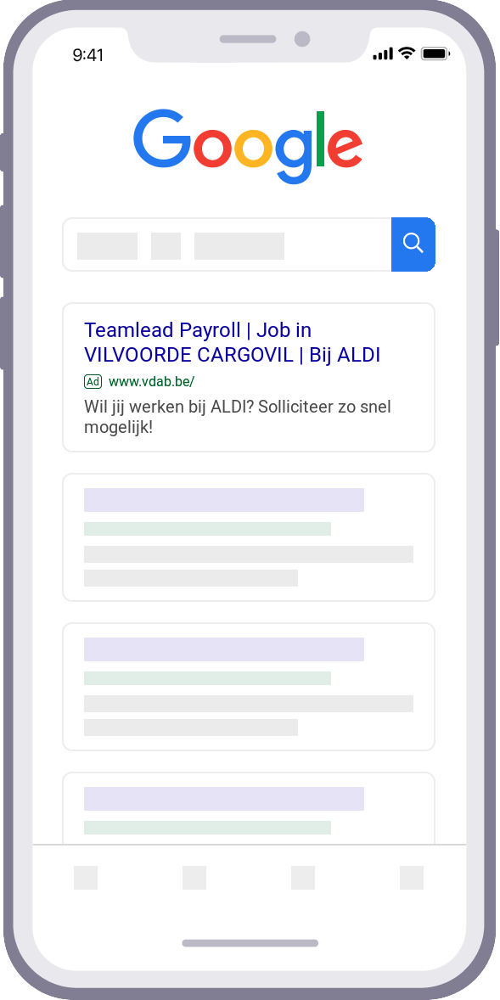 9:41
Google
Teamlead Payroll | Job in
VILVOORDE CARGOVIL | Bij ALDI
Ad www.vdab.be/
Wil jij werken bij ALDI? Solliciteer zo snel
mogelijk!